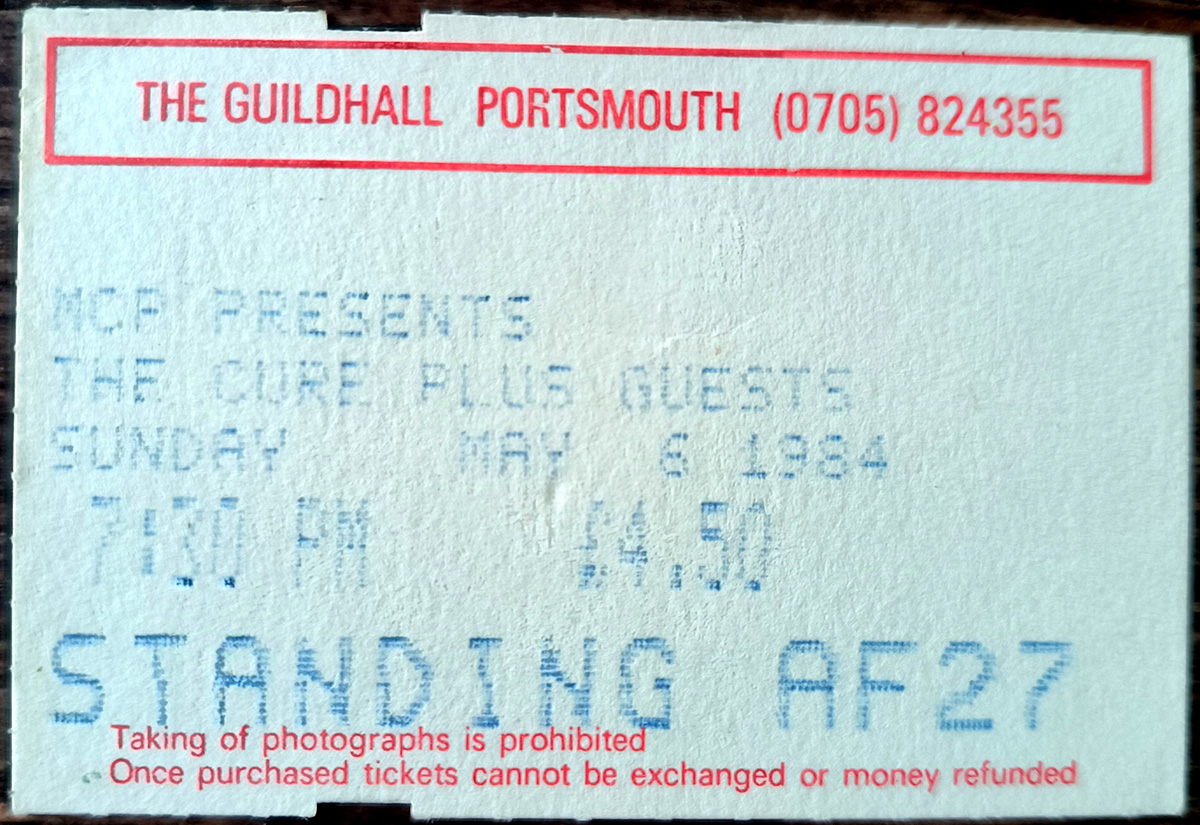 THE GUILDHALL PORTSMOUTH (0705) 824355
MCP PRESENTS
THE CURE PLUS GUESTS
SUNDAY MAY 6 1984
7:30 PM £4.50
STANDING AF27
Taking of photographs is prohibited
Once purchased tickets cannot be exchanged or money refunded